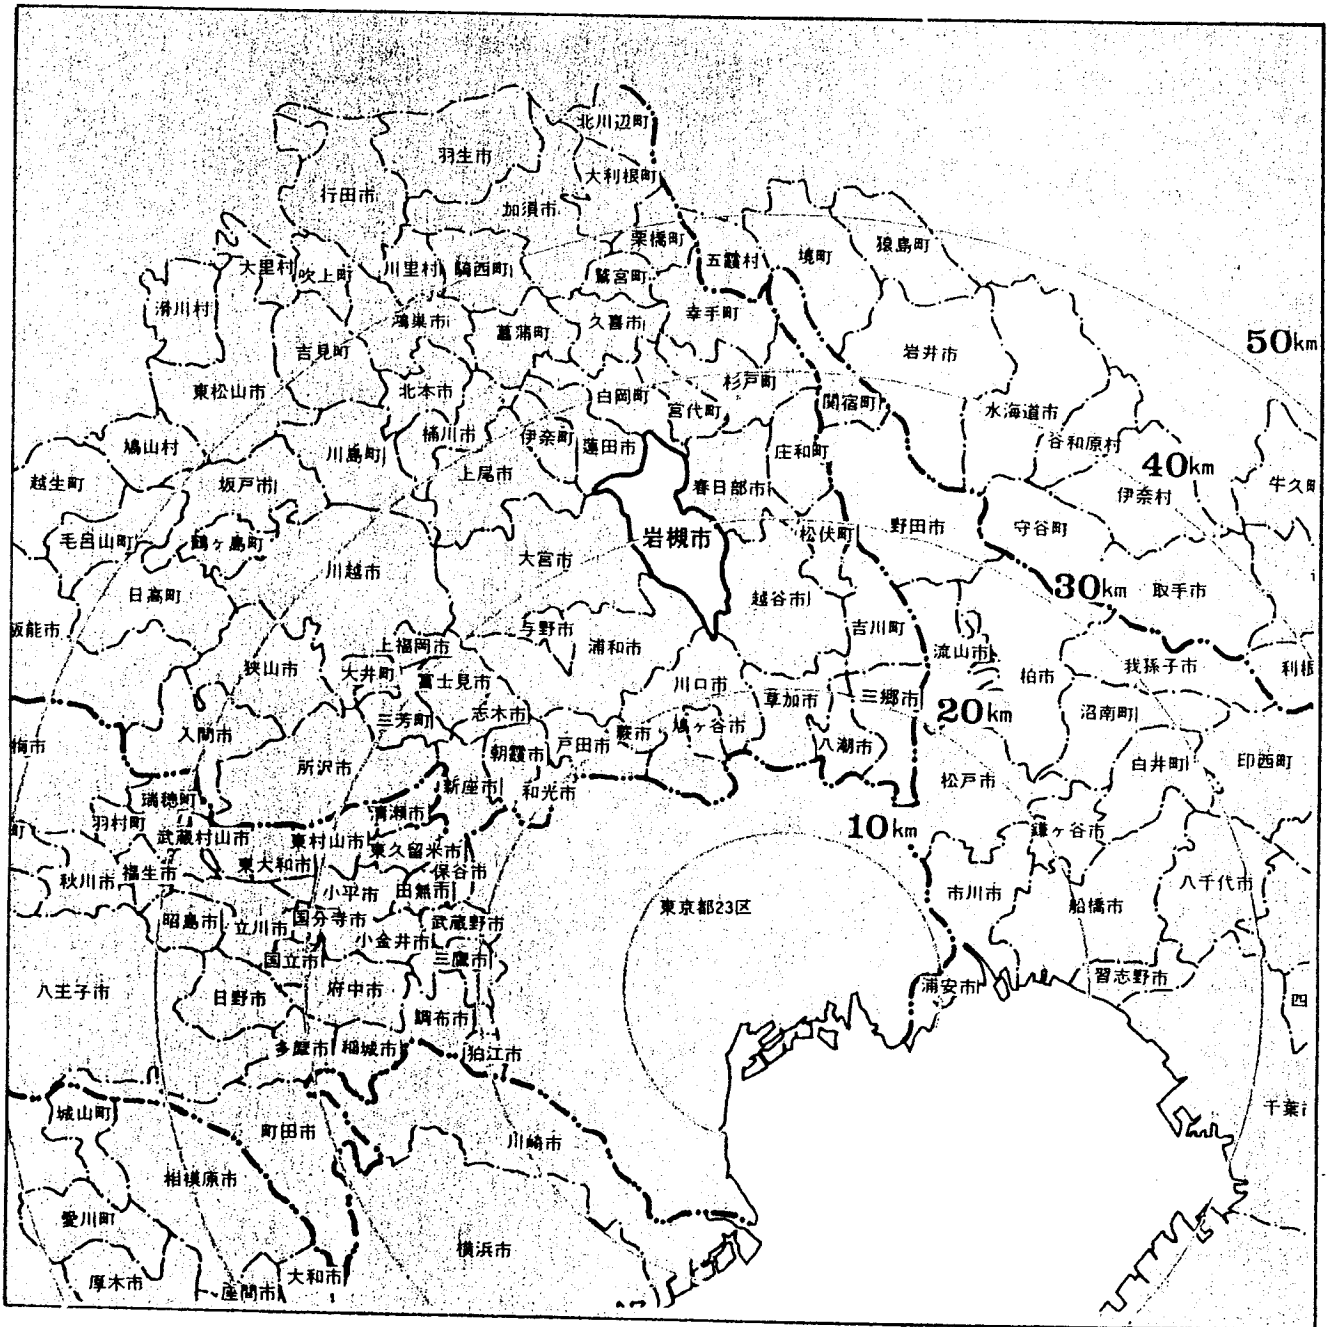 北川辺町
羽生市
大利根町
行田市
加須市
栗橋町
猿島町
五霞村
境町
大里村
吹上町
川里村
騎西町
鷲宮町
滑川村
幸手町
鴻巣市
菖蒲町
久喜市
50km
吉見町
岩井市
東松山市
北本市
白岡町
杉戸町
宮代町
関宿町
水海道市
桶川市
伊奈町
谷和原村
鳩山村
川島町
蓮田市
庄和町
40km
越生町
坂戸市
上尾市
春日部市
伊奈村
牛久町
毛呂山町
鶴ヶ島町
岩槻市
松伏町
野田市
守谷町
大宮市
川越市
日高町
越谷市
30km
取手市
飯能市
与野市
吉川町
上福岡市
浦和市
流山市
狭山市
大井町
我孫子市
利根
富士見市
川口市
柏市
草加市
三郷市
三芳町
志木市
20km
沼南町
入間市
戸田市
蕨市
鳩ヶ谷市
梅市
朝霞市
八潮市
所沢市
白井町
印西町
新座市
和光市
松戸市
瑞穂町
清瀬市
羽村町
町
武蔵村山市
東村山市
10km
鎌ヶ谷市
東久留米市
東大和市
保谷市
秋川市
福生市
小平市
田無市
市川市
八千代市
東京都23区
船橋市
昭島市
立川市
国分寺市
武蔵野市
小金井市
国立市
三鷹市
習志野市
八王子市
日野市
府中市
浦安市
四
調布市
多摩市
稲城市
狛江市
城山町
千葉市
町田市
川崎市
相模原市
愛川町
横浜市
厚木市
座間市
大和市